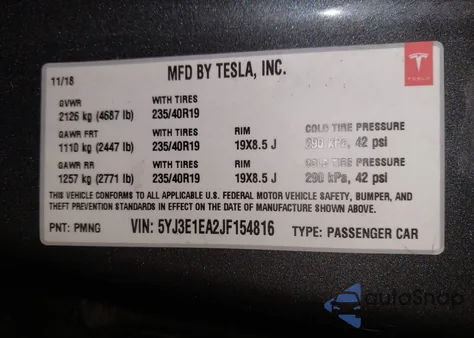 MFD BY TESLA, INC.
TESLA
11/18
GVWR WITH TIRES
2126 kg (4687 lb) 235/40R19
GAWR FRT WITH TIRES RIM COLD TIRE PRESSURE
1110 kg (2447 lb) 235/40R19 19X8.5 J 290 kPa, 42 psi
GAWR RR WITH TIRES RIM COLD TIRE PRESSURE
1257 kg (2771 lb) 235/40R19 19X8.5 J 290 kPa, 42 psi
THIS VEHICLE CONFORMS TO ALL APPLICABLE U.S. FEDERAL MOTOR VEHICLE SAFETY, BUMPER, AND
THEFT PREVENTION STANDARDS IN EFFECT ON THE DATE OF MANUFACTURE SHOWN ABOVE.
PNT: PMNG VIN: 5YJ3E1EA2JF154816 TYPE: PASSENGER CAR
autoSnap